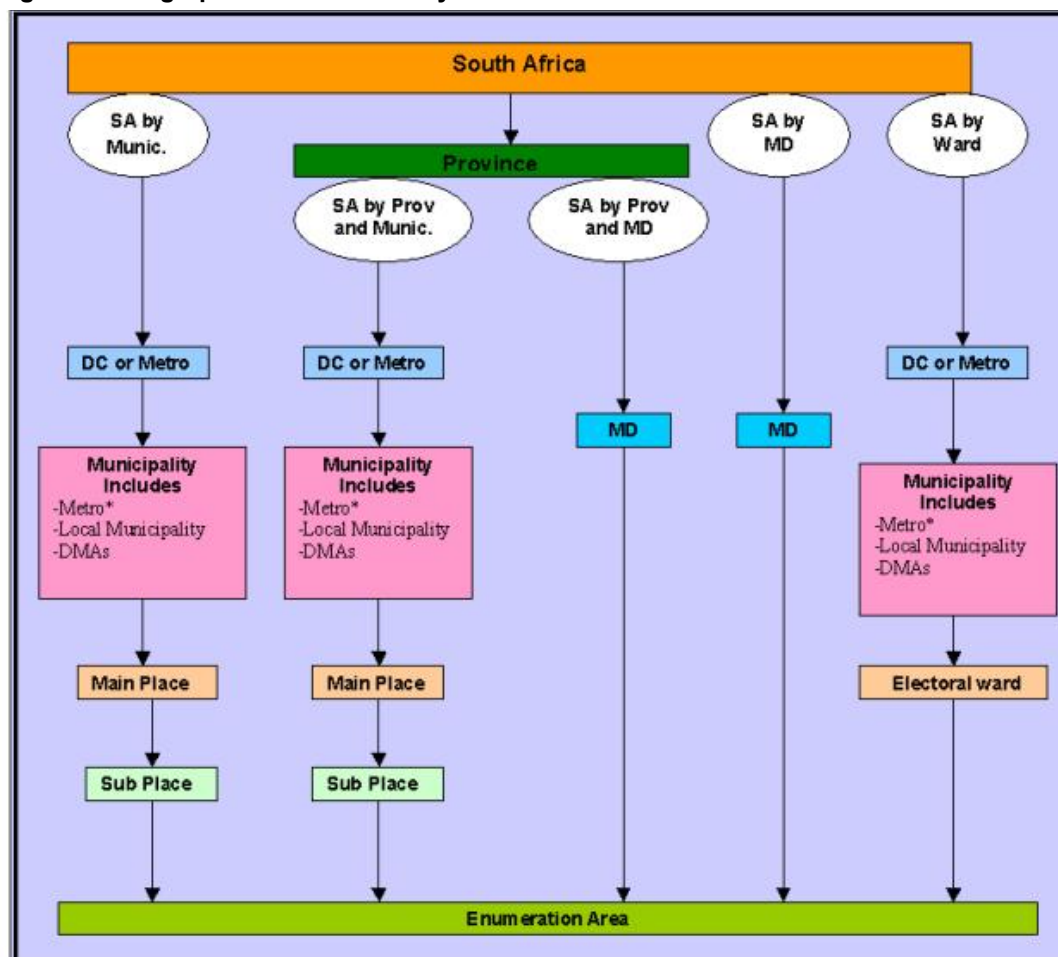 South Africa
SA by
Munic.
SA by
MD
SA by
Ward
Province
SA by Prov
and Munic.
SA by Prov
and MD
DC or Metro
DC or Metro
DC or Metro
MD
MD
Municipality
Includes
-Metro*
-Local Municipality
-DMAs
Municipality
Includes
-Metro*
-Local Municipality
-DMAs
Municipality
Includes
-Metro*
-Local Municipality
-DMAs
Main Place
Main Place
Electoral ward
Sub Place
Sub Place
Enumeration Area